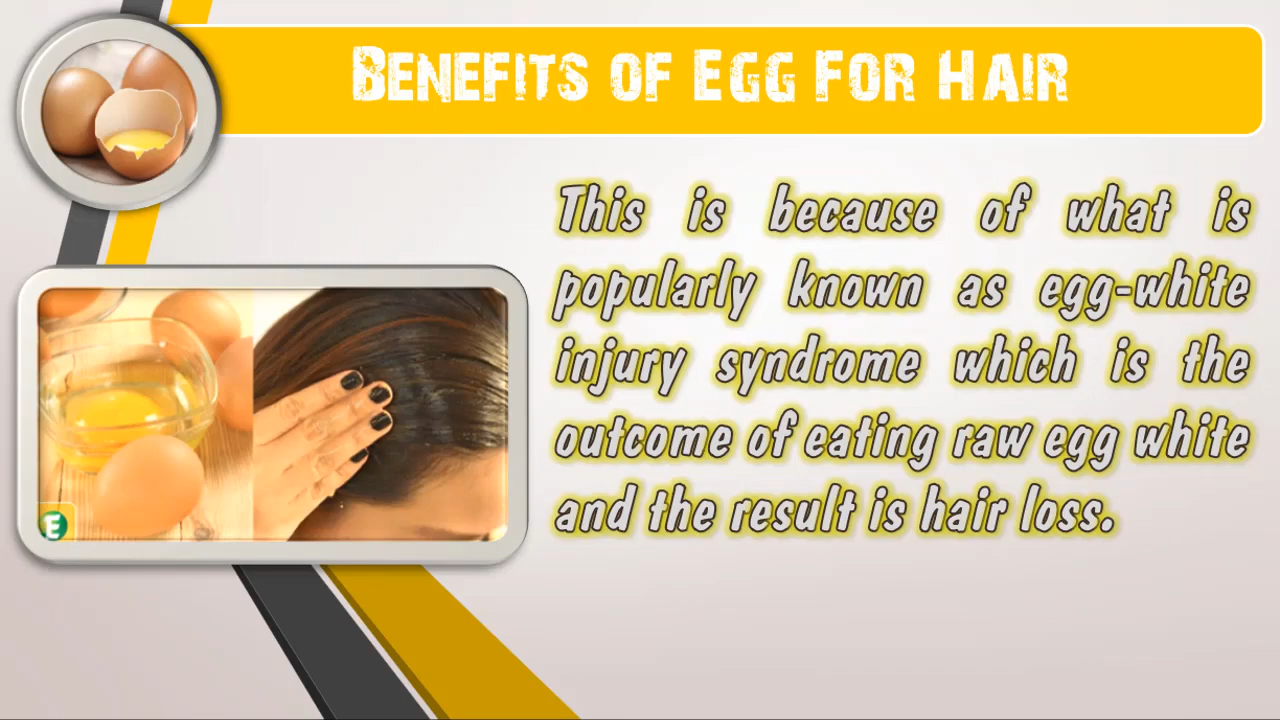 Benefits of Egg For Hair
This is because of what is
popularly known as egg-white
injury syndrome which is the
outcome of eating raw egg white
and the result is hair loss.
E